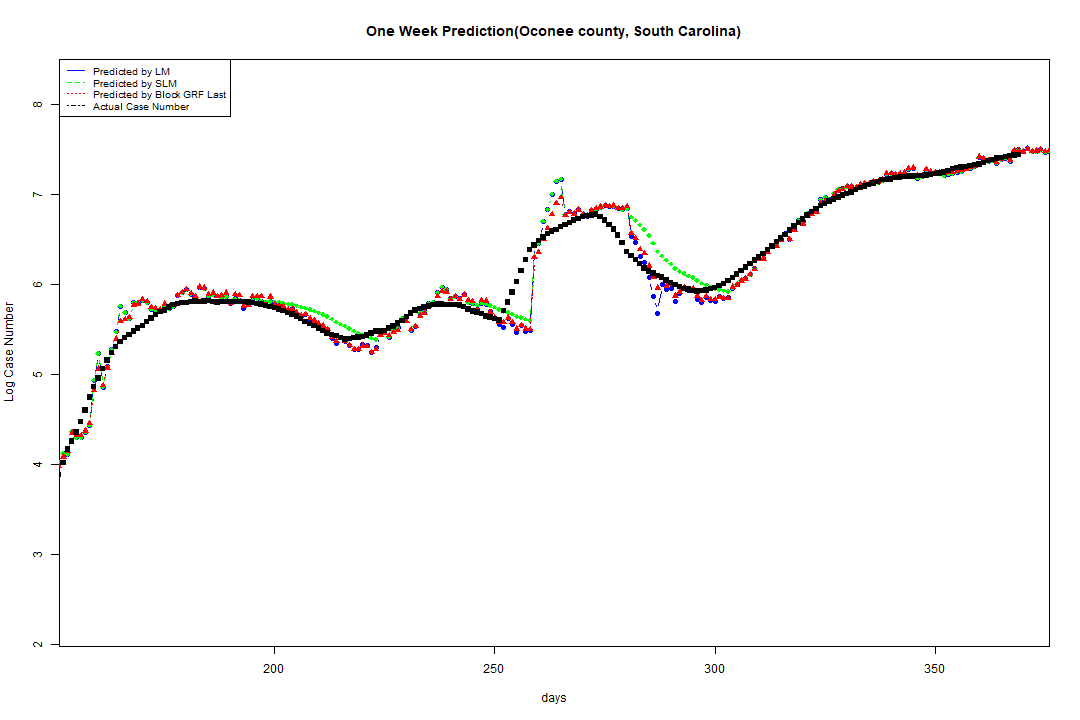 One Week Prediction(Oconee county, South Carolina)
Predicted by LM
Predicted by SLM
Predicted by Block GRF Last
Actual Case Number
8
7
6
5
4
3
2
Log Case Number
200 250 300 350
days